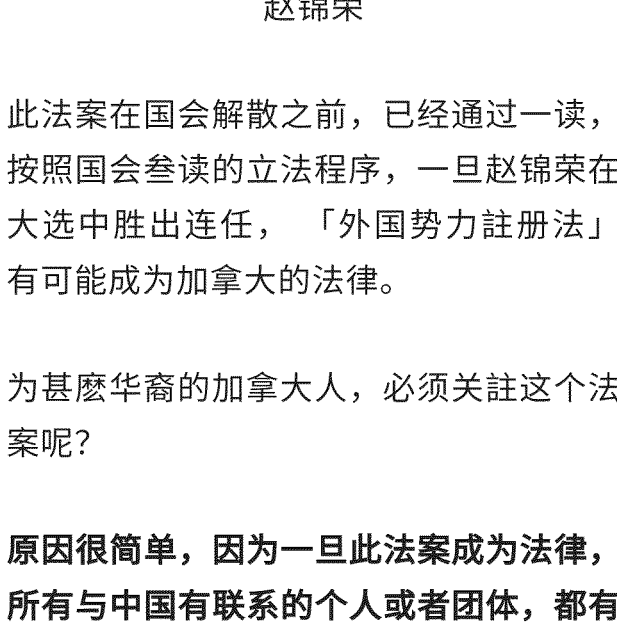 赵锦荣
此法案在国会解散之前，已经通过一读，
按照国会叁读的立法程序，一旦赵锦荣在
大选中胜出连任，「外国势力註册法」
有可能成为加拿大的法律。
为甚麽华裔的加拿大人，必须关註这个法
案呢？
原因很简单，因为一旦此法案成为法律，
所有与中国有联系的个人或者团体，都有